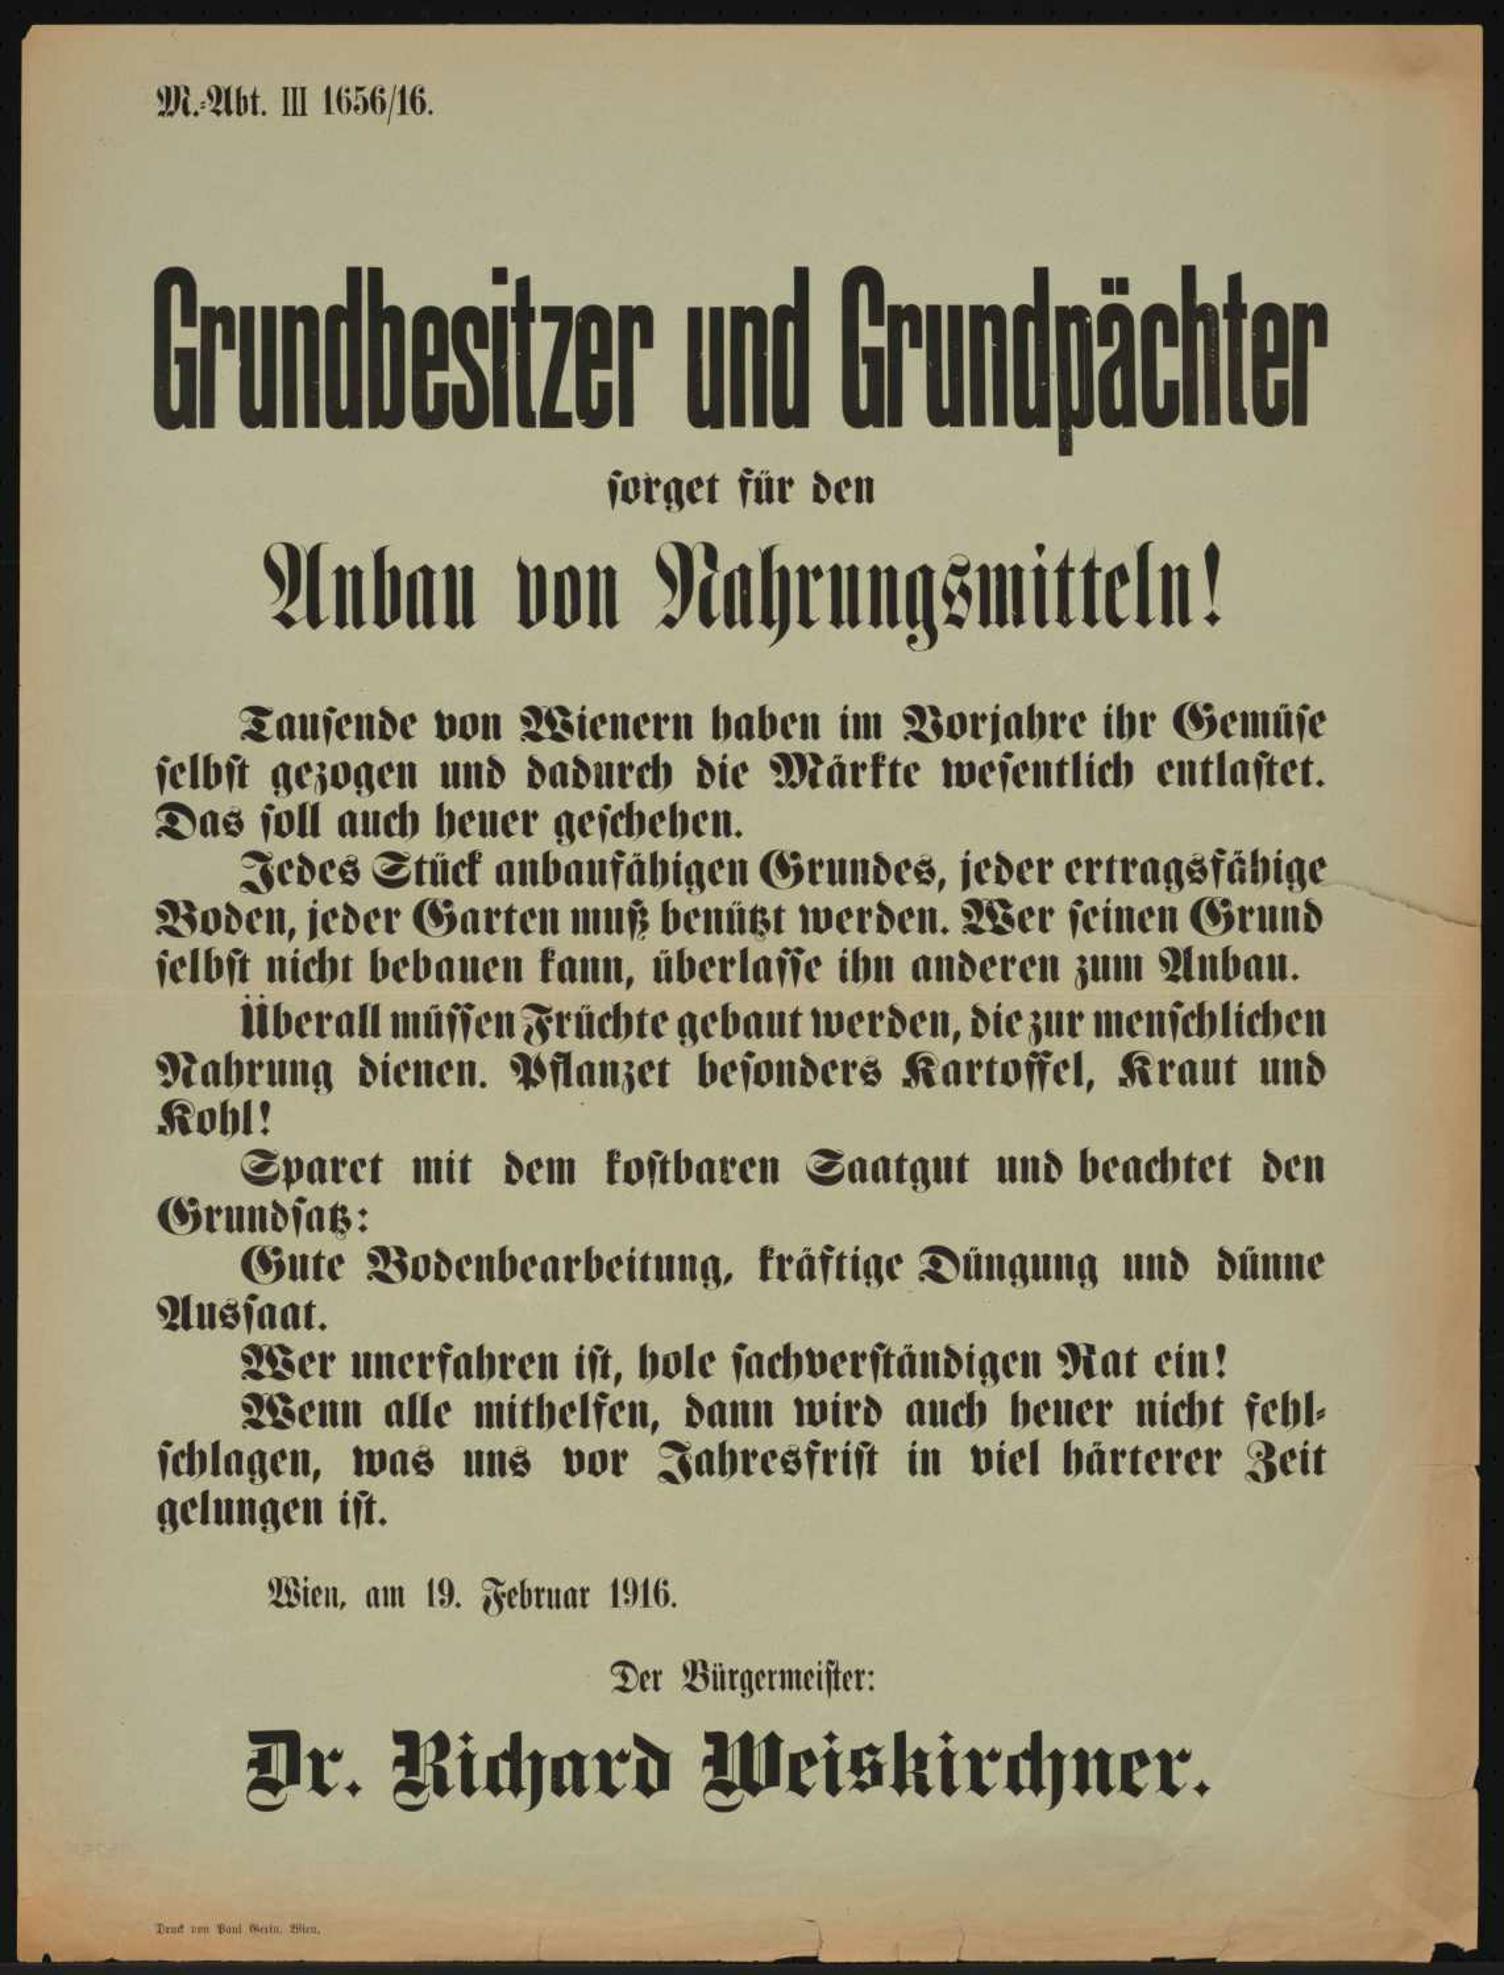 M.-Abt. III 1656/16.
Grundbesitzer und Grundpächter
sorget für den
Anbau von Nahrungsmitteln!
Tausende von Wienern haben im Vorjahre ihr Gemüse
selbst gezogen und dadurch die Märkte wesentlich entlastet.
Das soll auch heuer geschehen.
Jedes Stück anbaufähigen Grundes, jeder ertragsfähige
Boden, jeder Garten muß benützt werden. Wer seinen Grund
selbst nicht bebauen kann, überlasse ihn anderen zum Anbau.
Überall müssen Früchte gebaut werden, die zur menschlichen
Nahrung dienen. Pflanzet besonders Kartoffel, Kraut und
Kohl!
Sparet mit dem kostbaren Saatgut und beachtet den
Grundsatz:
Gute Bodenbearbeitung, kräftige Düngung und dünne
Aussaat.
Wer unerfahren ist, hole sachverständigen Rat ein!
Wenn alle mithelfen, dann wird auch heuer nicht fehl-
schlagen, was uns vor Jahresfrist in viel härterer Zeit
gelungen ist.
Wien, am 19. Februar 1916.
Der Bürgermeister:
Dr. Richard Weiskirchner.
Druck von Paul Gerin, Wien.